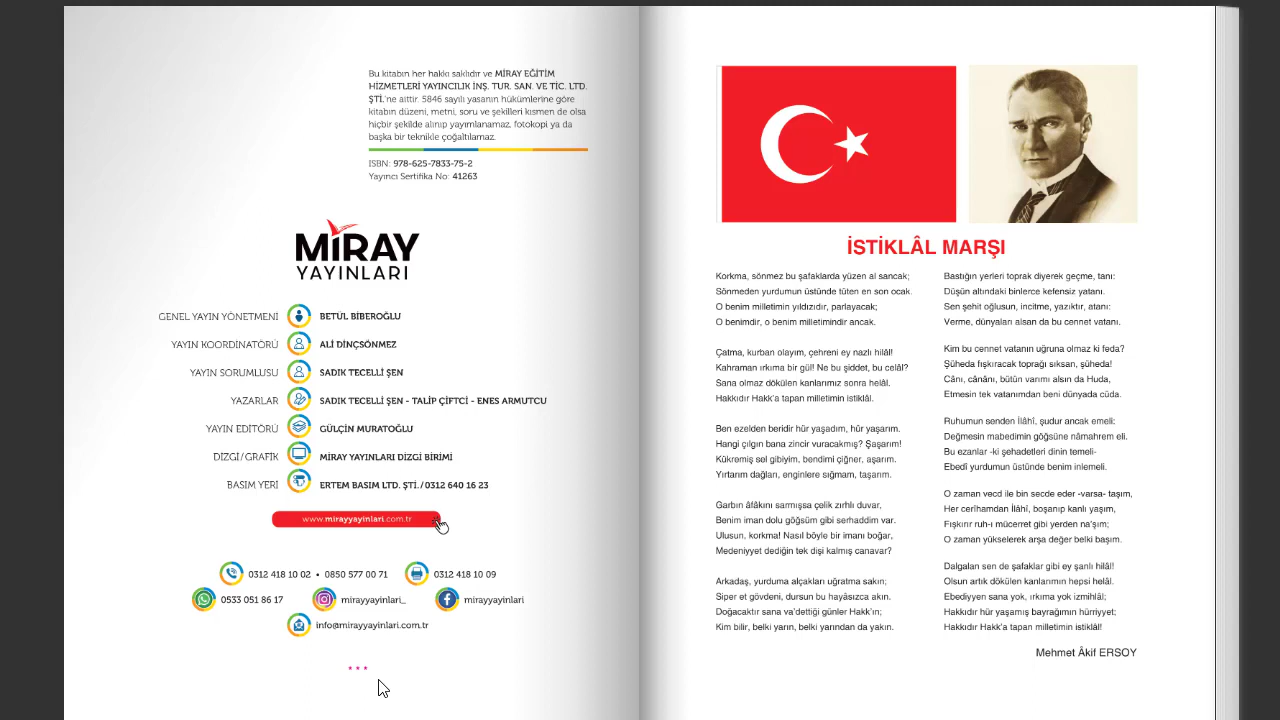 Bu kitabın her hakkı saklıdır ve MİRAY EĞİTİM
HİZMETLERİ YAYINCILIK İNŞ. TUR. SAN. VE TİC. LTD.
ŞTİ.'ne aittir. 5846 sayılı yasanın hükümlerine göre
kitabın düzeni, metni, soru ve şekilleri kısmen de olsa
hiçbir şekilde alınıp yayımlanamaz, fotokopi ya da
başka bir teknikle çoğaltılamaz.
ISBN: 978-625-7833-75-2
Yayıncı Sertifika No: 41263
MİRAY
YAYINLARI
GENEL YAYIN YÖNETMENİ BETÜL BİBEROĞLU
YAYIN KOORDİNATÖRÜ ALİ DİNÇSÖNMEZ
YAYIN SORUMLUSU SADIK TECELLİ ŞEN
YAZARLAR SADIK TECELLİ ŞEN - TALİP ÇİFTCİ - ENES ARMUTCU
YAYIN EDİTÖRÜ GÜLÇİN MURATOĞLU
DİZGİ/GRAFİK MİRAY YAYINLARI DİZGİ BİRİMİ
BASIM YERİ ERTEM BASIM LTD. ŞTİ./0312 640 16 23
www.mirayyayinlari.com.tr
0312 418 10 02 • 0850 577 00 71 0312 418 10 09
0533 051 86 17 mirayyayinlari_ mirayyayinlari
info@mirayyayinlari.com.tr
* * *
İSTİKLÂL MARŞI
Korkma, sönmez bu şafaklarda yüzen al sancak;
Sönmeden yurdumun üstünde tüten en son ocak.
O benim milletimin yıldızıdır, parlayacak;
O benimdir, o benim milletimindir ancak.
Çatma, kurban olayım, çehreni ey nazlı hilâl!
Kahraman ırkıma bir gül! Ne bu şiddet, bu celâl?
Sana olmaz dökülen kanlarımız sonra helâl.
Hakkıdır Hakk'a tapan milletimin istiklâl.
Ben ezelden beridir hür yaşadım, hür yaşarım.
Hangi çılgın bana zincir vuracakmış? Şaşarım!
Kükremiş sel gibiyim, bendimi çiğner, aşarım.
Yırtarım dağları, enginlere sığmam, taşarım.
Garbın âfâkını sarmışsa çelik zırhlı duvar,
Benim iman dolu göğsüm gibi serhaddim var.
Ulusun, korkma! Nasıl böyle bir imanı boğar,
Medeniyyet dediğin tek dişi kalmış canavar?
Arkadaş, yurduma alçakları uğratma sakın;
Siper et gövdeni, dursun bu hayâsızca akın.
Doğacaktır sana va'dettiği günler Hakk'ın;
Kim bilir, belki yarın, belki yarından da yakın.
Bastığın yerleri toprak diyerek geçme, tanı:
Düşün altındaki binlerce kefensiz yatanı.
Sen şehit oğlusun, incitme, yazıktır, atanı:
Verme, dünyaları alsan da bu cennet vatanı.
Kim bu cennet vatanın uğruna olmaz ki feda?
Şüheda fışkıracak toprağı sıksan, şüheda!
Cânı, cânânı, bütün varımı alsın da Huda,
Etmesin tek vatanımdan beni dünyada cüda.
Ruhumun senden İlâhî, şudur ancak emeli:
Değmesin mabedimin göğsüne nâmahrem eli.
Bu ezanlar -ki şehadetleri dinin temeli-
Ebedî yurdumun üstünde benim inlemeli.
O zaman vecd ile bin secde eder -varsa- taşım,
Her cerîhamdan İlâhî, boşanıp kanlı yaşım,
Fışkırır ruh-ı mücerret gibi yerden na'şım;
O zaman yükselerek arşa değer belki başım.
Dalgalan sen de şafaklar gibi ey şanlı hilâl!
Olsun artık dökülen kanlarımın hepsi helâl.
Ebediyyen sana yok, ırkıma yok izmihlâl;
Hakkıdır hür yaşamış bayrağımın hürriyyet;
Hakkıdır Hakk'a tapan milletimin istiklâl!
Mehmet Âkif ERSOY